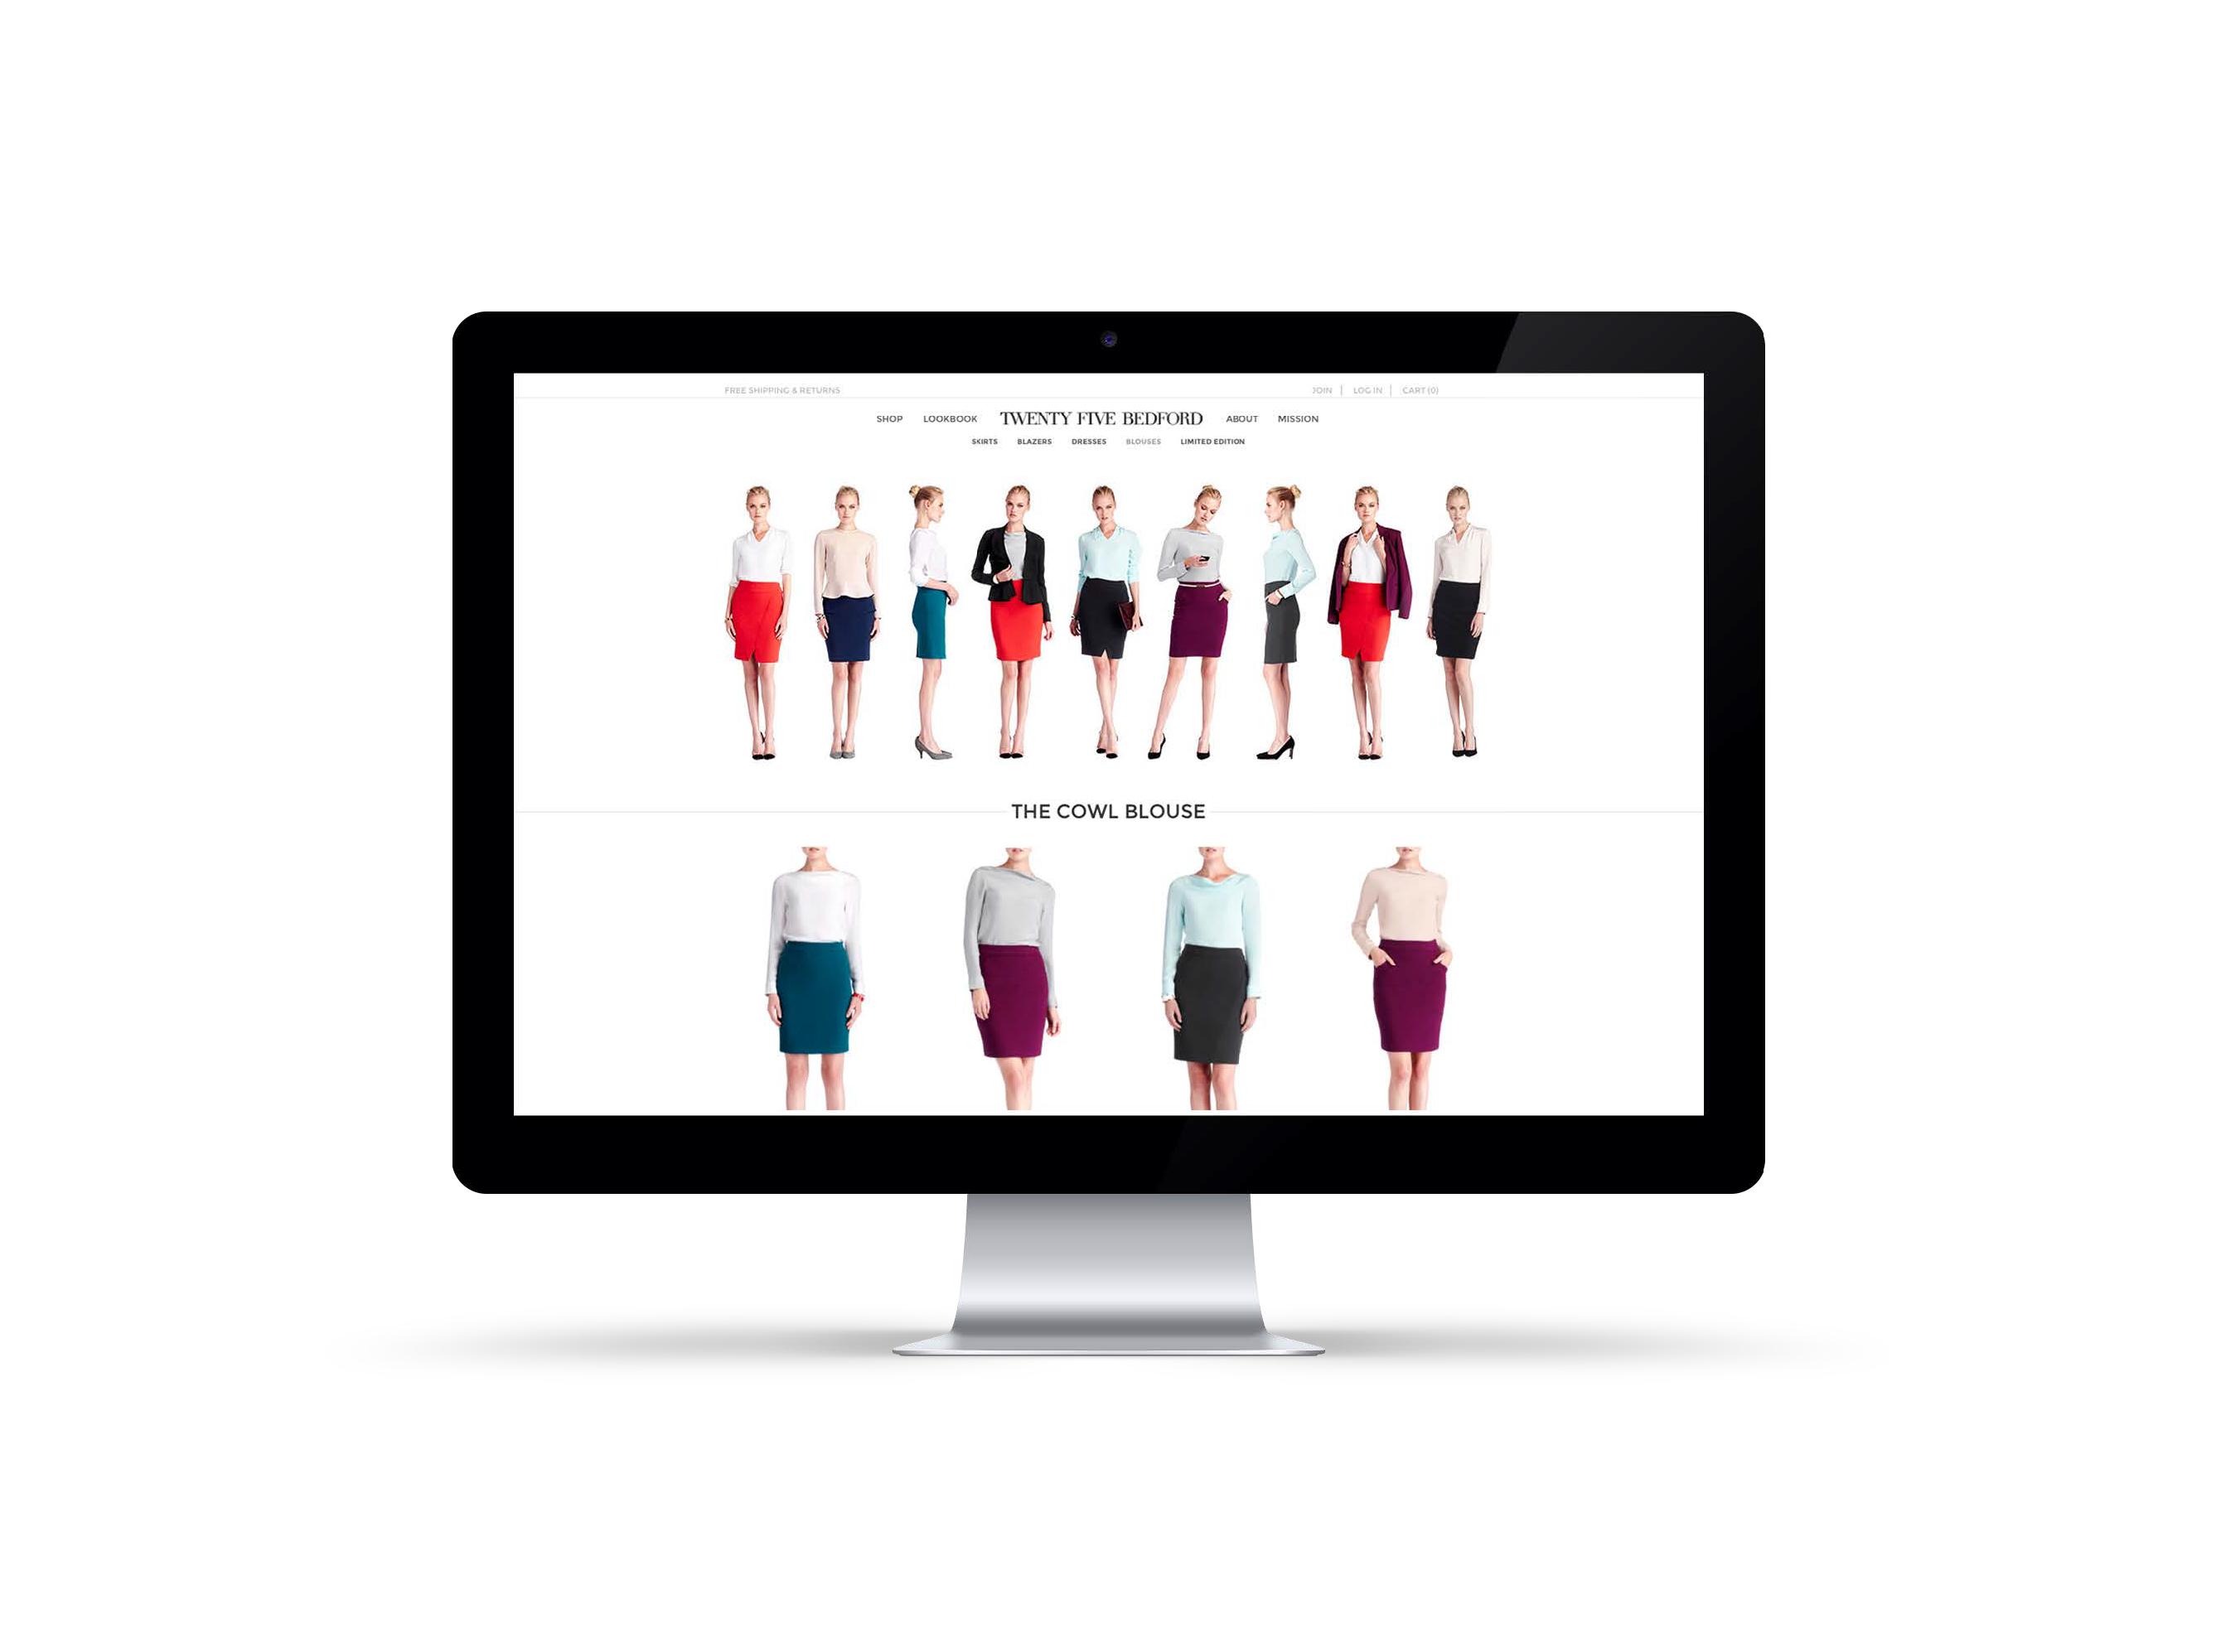 FREE SHIPPING & RETURNS JOIN | LOG IN | CART (0)
SHOP LOOKBOOK TWENTY FIVE BEDFORD ABOUT MISSION
SKIRTS BLAZERS DRESSES BLOUSES LIMITED EDITION
THE COWL BLOUSE